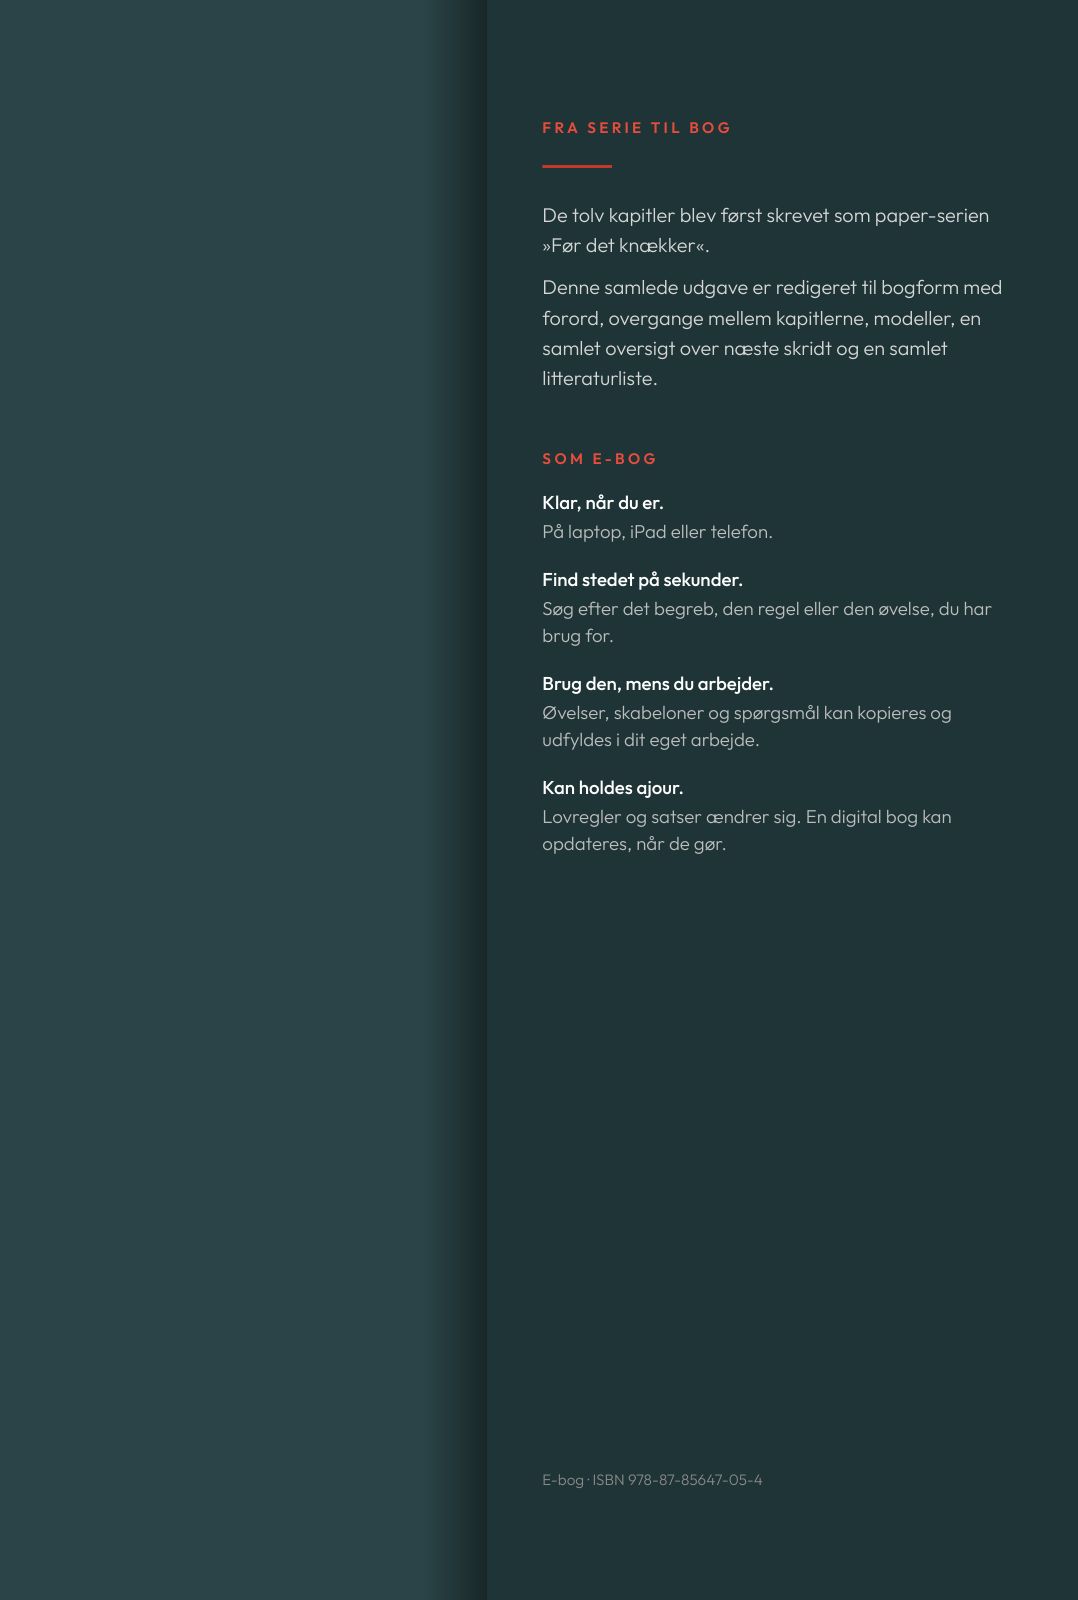 FRA SERIE TIL BOG
De tolv kapitler blev først skrevet som paper-serien
»Før det knækker«.
Denne samlede udgave er redigeret til bogform med
forord, overgange mellem kapitlerne, modeller, en
samlet oversigt over næste skridt og en samlet
litteraturliste.
SOM E-BOG
Klar, når du er.
På laptop, iPad eller telefon.
Find stedet på sekunder.
Søg efter det begreb, den regel eller den øvelse, du har
brug for.
Brug den, mens du arbejder.
Øvelser, skabeloner og spørgsmål kan kopieres og
udfyldes i dit eget arbejde.
Kan holdes ajour.
Lovregler og satser ændrer sig. En digital bog kan
opdateres, når de gør.
E-bog · ISBN 978-87-85647-05-4